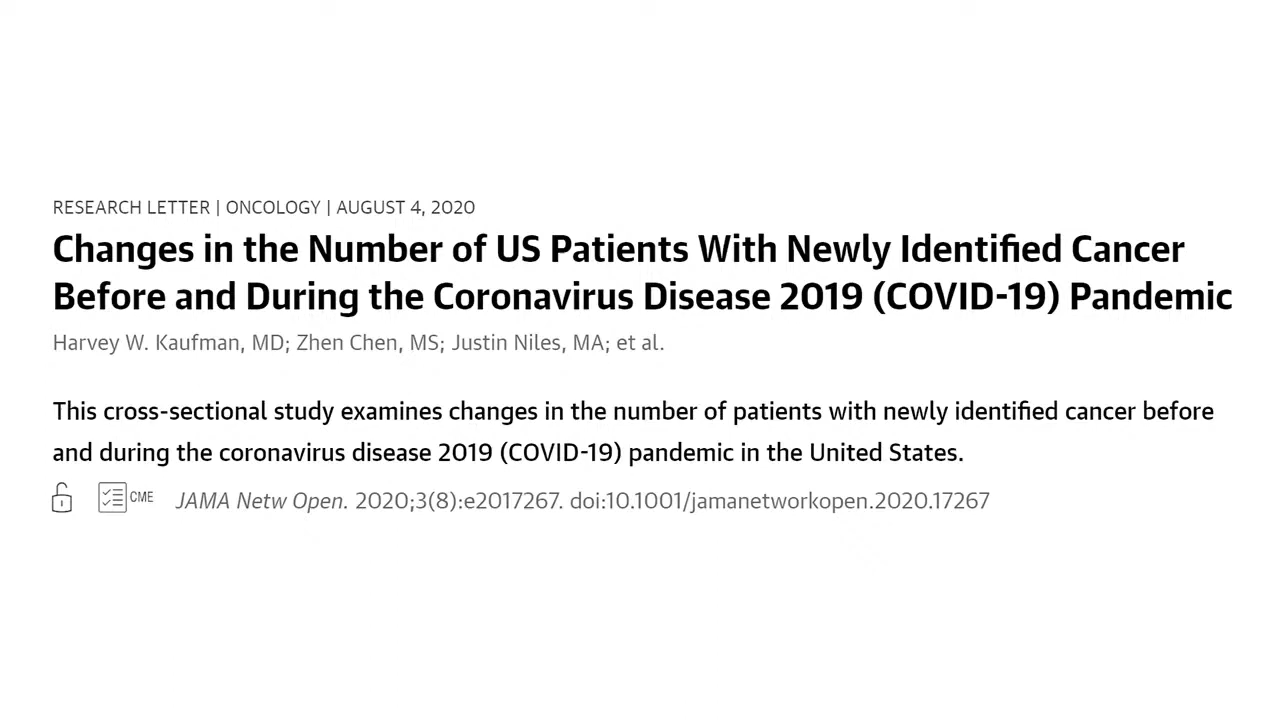 RESEARCH LETTER | ONCOLOGY | AUGUST 4, 2020
Changes in the Number of US Patients With Newly Identified Cancer
Before and During the Coronavirus Disease 2019 (COVID-19) Pandemic
Harvey W. Kaufman, MD; Zhen Chen, MS; Justin Niles, MA; et al.
This cross-sectional study examines changes in the number of patients with newly identified cancer before
and during the coronavirus disease 2019 (COVID-19) pandemic in the United States.
CME JAMA Netw Open. 2020;3(8):e2017267. doi:10.1001/jamanetworkopen.2020.17267